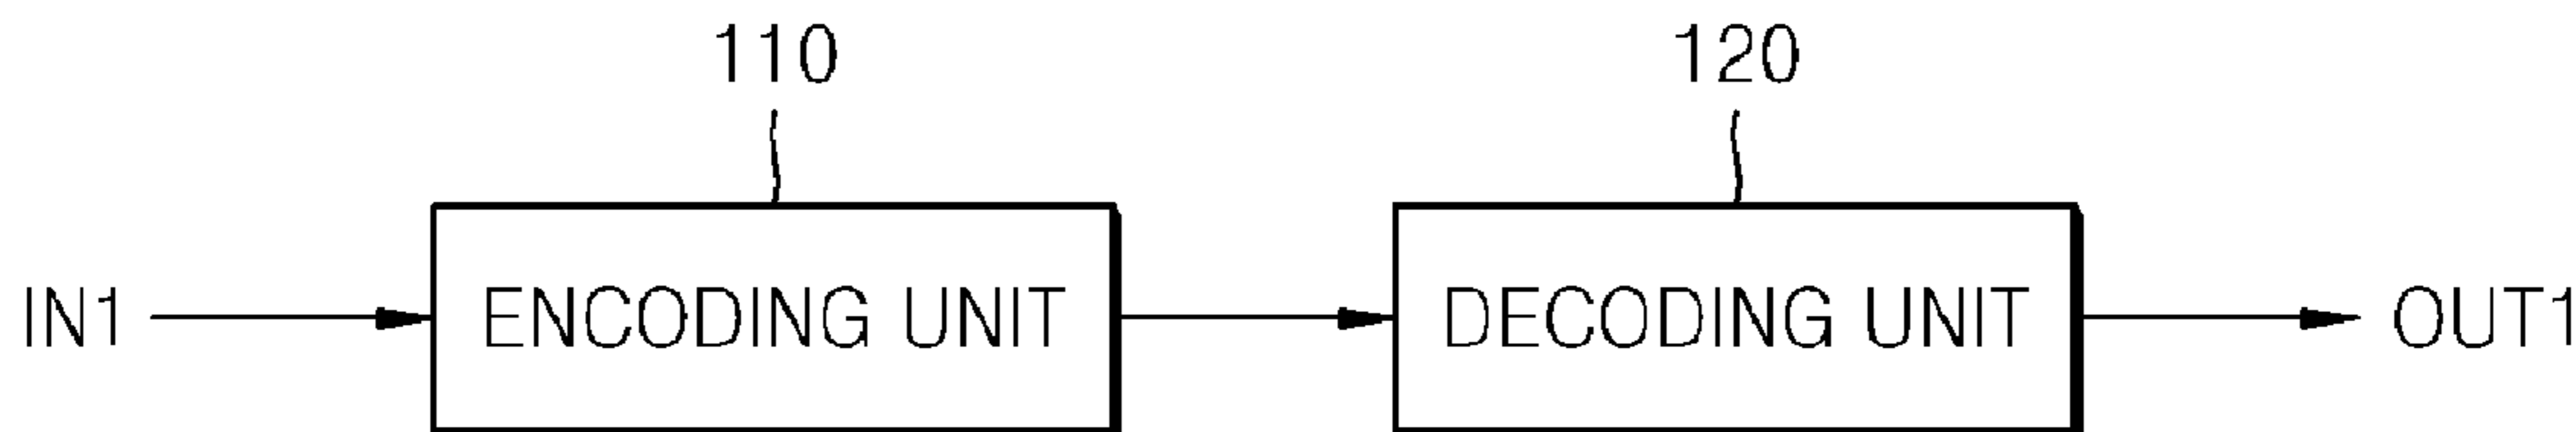 110 120
IN1 ENCODING UNIT DECODING UNIT OUT1